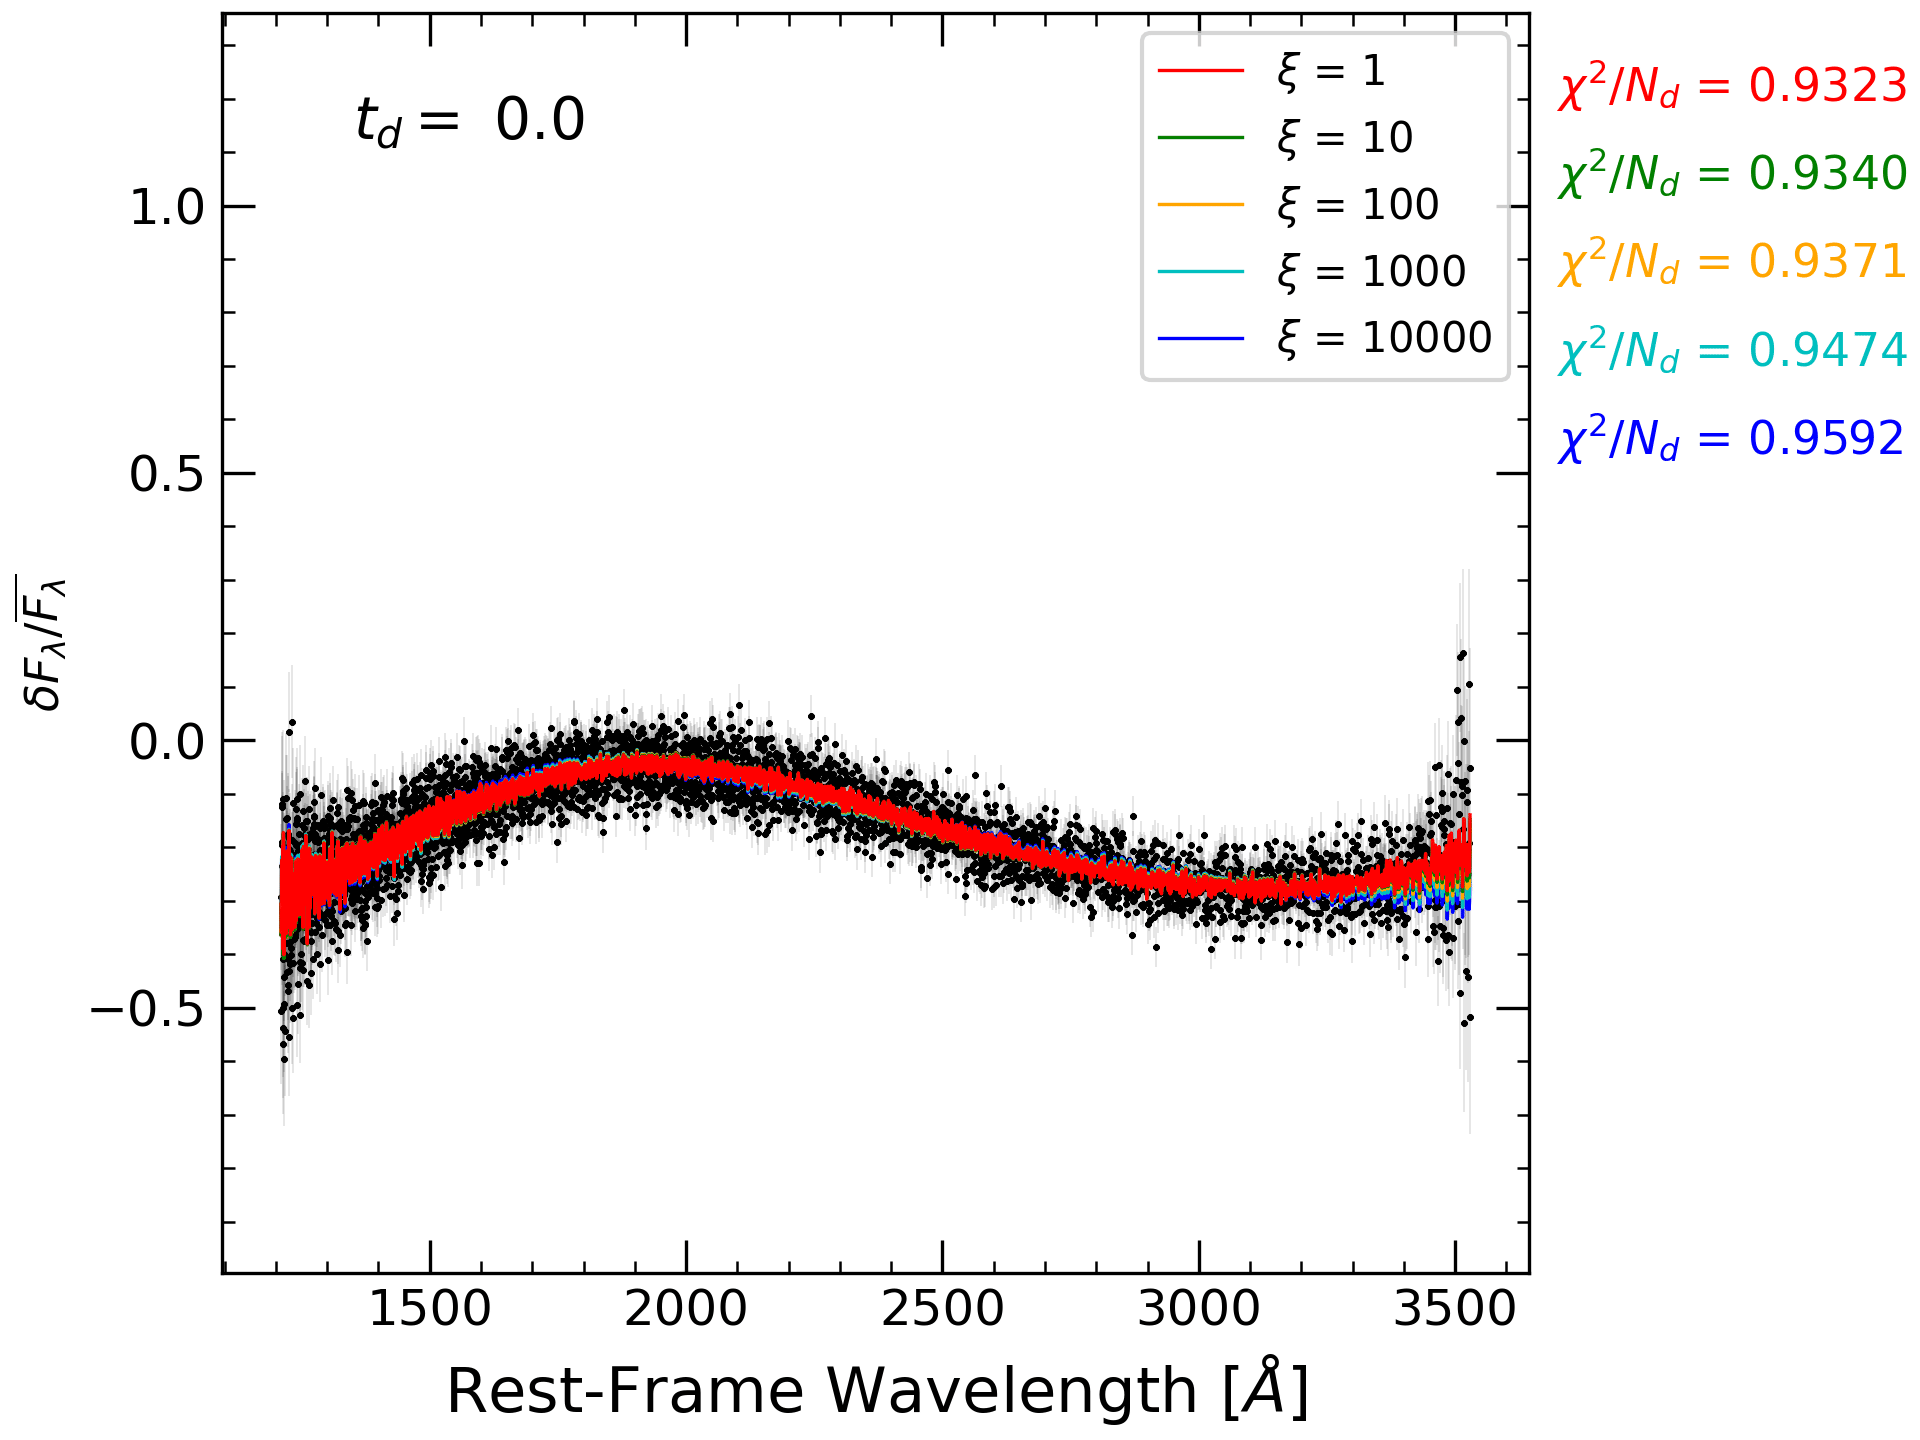 t_d = 0.0
ξ = 1
ξ = 10
ξ = 100
ξ = 1000
ξ = 10000
χ²/N_d = 0.9323
χ²/N_d = 0.9340
χ²/N_d = 0.9371
χ²/N_d = 0.9474
χ²/N_d = 0.9592
1.0
0.5
0.0
−0.5
δF_λ/F̅_λ
1500 2000 2500 3000 3500
Rest-Frame Wavelength [Å]